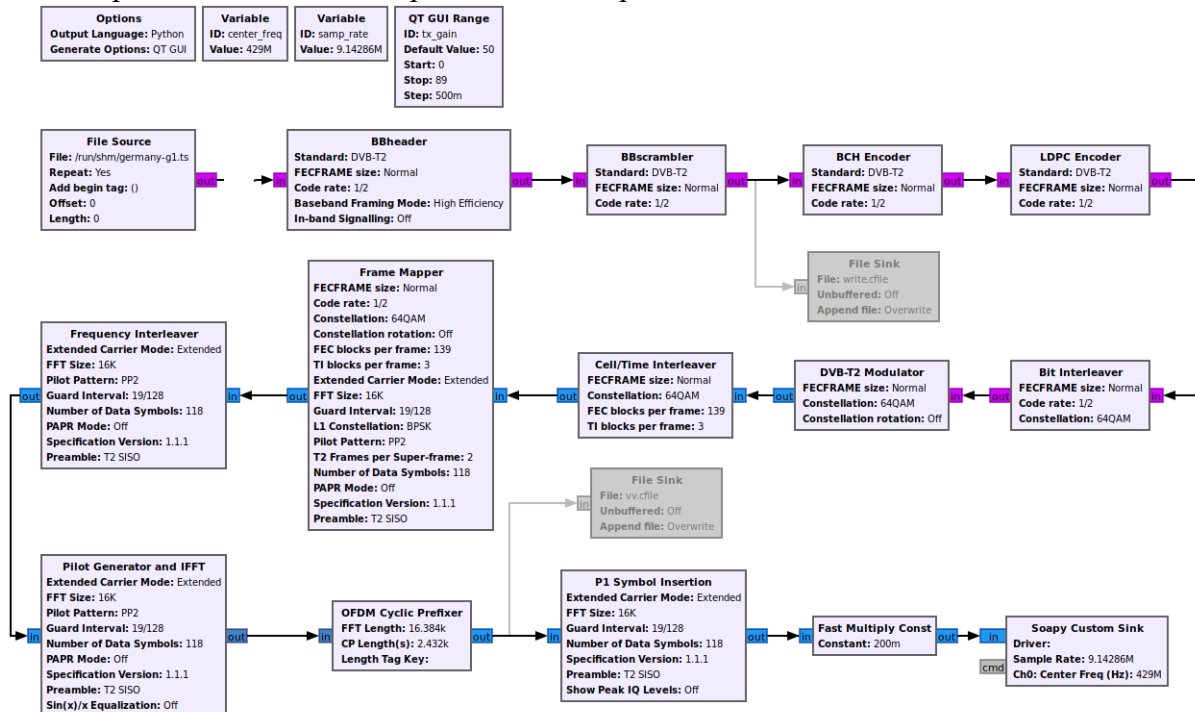 Options
Output Language: Python
Generate Options: QT GUI
Variable
ID: center_freq
Value: 429M
Variable
ID: samp_rate
Value: 9.14286M
QT GUI Range
ID: tx_gain
Default Value: 50
Start: 0
Stop: 89
Step: 500m
File Source
File: /run/shm/germany-g1.ts
Repeat: Yes
Add begin tag: ()
Offset: 0
Length: 0
out
in
BBheader
Standard: DVB-T2
FECFRAME size: Normal
Code rate: 1/2
Baseband Framing Mode: High Efficiency
In-band Signalling: Off
out
in
BBscrambler
Standard: DVB-T2
FECFRAME size: Normal
Code rate: 1/2
out
in
BCH Encoder
Standard: DVB-T2
FECFRAME size: Normal
Code rate: 1/2
out
in
LDPC Encoder
Standard: DVB-T2
FECFRAME size: Normal
Code rate: 1/2
out
in
File Sink
File: write.cfile
Unbuffered: Off
Append file: Overwrite
out
Frequency Interleaver
Extended Carrier Mode: Extended
FFT Size: 16K
Pilot Pattern: PP2
Guard Interval: 19/128
Number of Data Symbols: 118
PAPR Mode: Off
Specification Version: 1.1.1
Preamble: T2 SISO
in
out
Frame Mapper
FECFRAME size: Normal
Code rate: 1/2
Constellation: 64QAM
Constellation rotation: Off
FEC blocks per frame: 139
TI blocks per frame: 3
Extended Carrier Mode: Extended
FFT Size: 16K
Guard Interval: 19/128
L1 Constellation: BPSK
Pilot Pattern: PP2
T2 Frames per Super-frame: 2
Number of Data Symbols: 118
PAPR Mode: Off
Specification Version: 1.1.1
Preamble: T2 SISO
in
out
Cell/Time Interleaver
FECFRAME size: Normal
Constellation: 64QAM
FEC blocks per frame: 139
TI blocks per frame: 3
in
out
DVB-T2 Modulator
FECFRAME size: Normal
Constellation: 64QAM
Constellation rotation: Off
in
out
Bit Interleaver
FECFRAME size: Normal
Code rate: 1/2
Constellation: 64QAM
in
in
File Sink
File: vv.cfile
Unbuffered: Off
Append file: Overwrite
in
Pilot Generator and IFFT
Extended Carrier Mode: Extended
FFT Size: 16K
Pilot Pattern: PP2
Guard Interval: 19/128
Number of Data Symbols: 118
PAPR Mode: Off
Specification Version: 1.1.1
Preamble: T2 SISO
Sin(x)/x Equalization: Off
out
in
OFDM Cyclic Prefixer
FFT Length: 16.384k
CP Length(s): 2.432k
Length Tag Key:
out
in
P1 Symbol Insertion
Extended Carrier Mode: Extended
FFT Size: 16K
Guard Interval: 19/128
Number of Data Symbols: 118
Specification Version: 1.1.1
Preamble: T2 SISO
Show Peak IQ Levels: Off
out
in
Fast Multiply Const
Constant: 200m
out
in
cmd
Soapy Custom Sink
Driver:
Sample Rate: 9.14286M
Ch0: Center Freq (Hz): 429M